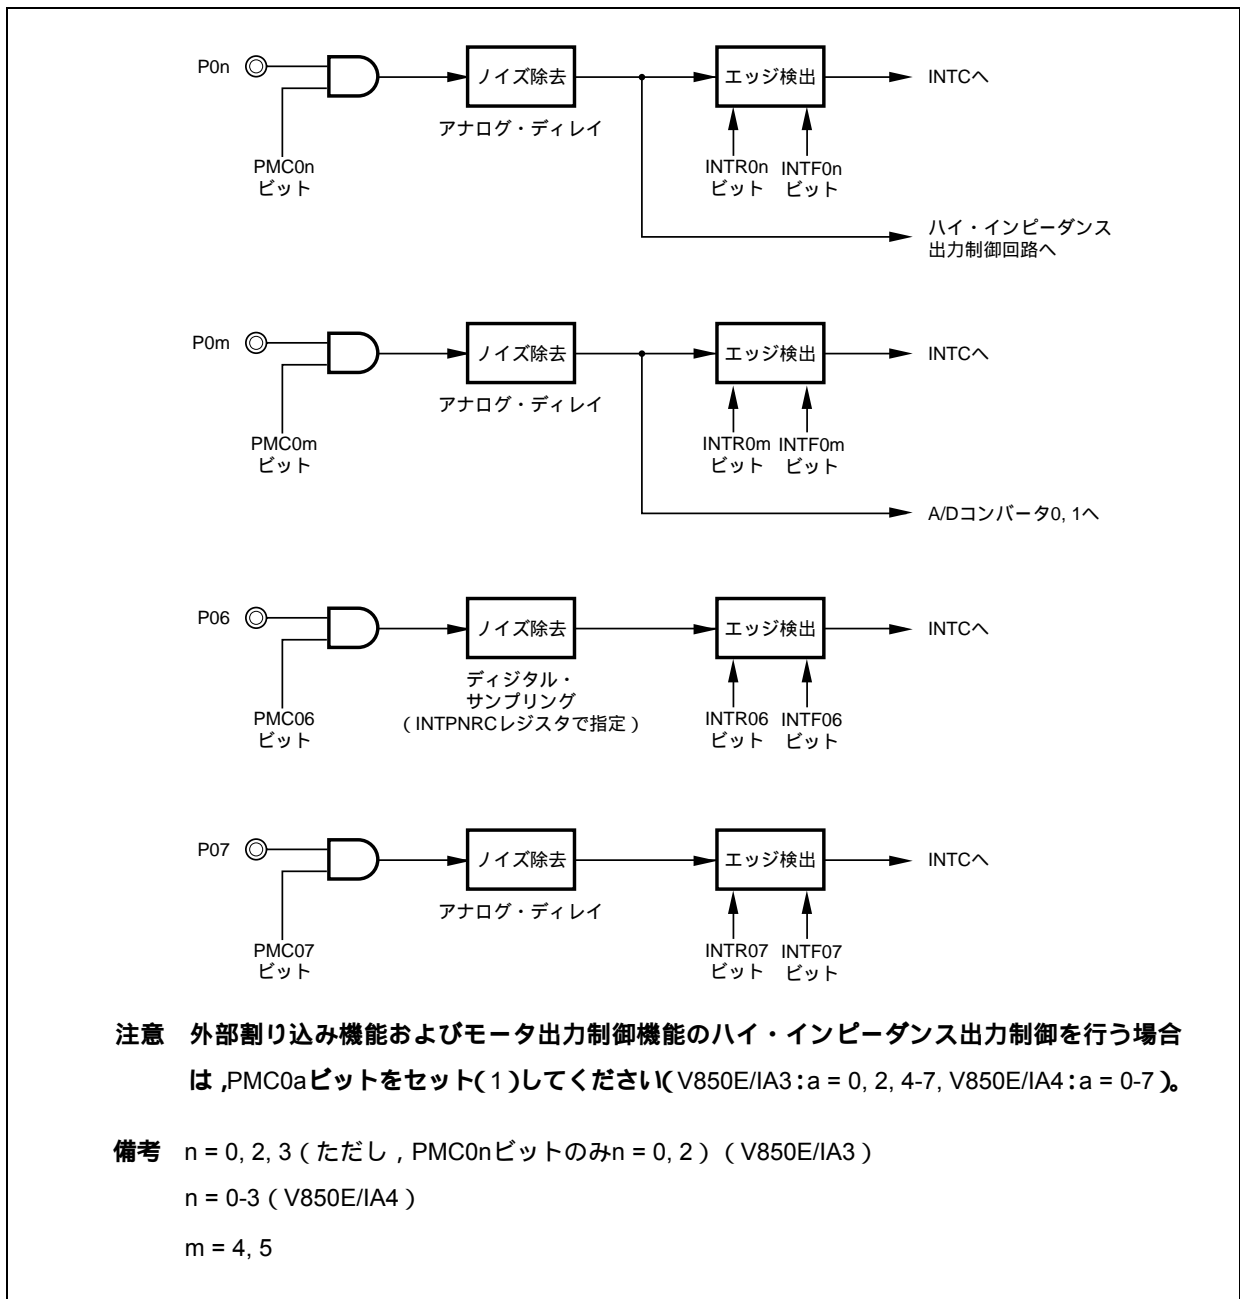 P0n
ノイズ除去
エッジ検出
INTCへ
アナログ・ディレイ
PMC0n
ビット
INTR0n
ビット
INTF0n
ビット
ハイ・インピーダンス
出力制御回路へ
P0m
ノイズ除去
エッジ検出
INTCへ
アナログ・ディレイ
PMC0m
ビット
INTR0m
ビット
INTF0m
ビット
A/Dコンバータ0, 1へ
P06
ノイズ除去
エッジ検出
INTCへ
ディジタル・
サンプリング
（INTPNRCレジスタで指定）
PMC06
ビット
INTR06
ビット
INTF06
ビット
P07
ノイズ除去
エッジ検出
INTCへ
アナログ・ディレイ
PMC07
ビット
INTR07
ビット
INTF07
ビット
注意 外部割り込み機能およびモータ出力制御機能のハイ・インピーダンス出力制御を行う場合
は，PMC0aビットをセット（1）してください（V850E/IA3：a = 0, 2, 4-7, V850E/IA4：a = 0-7）。
備考 n = 0, 2, 3（ただし，PMC0nビットのみn = 0, 2）（V850E/IA3）
n = 0-3（V850E/IA4）
m = 4, 5